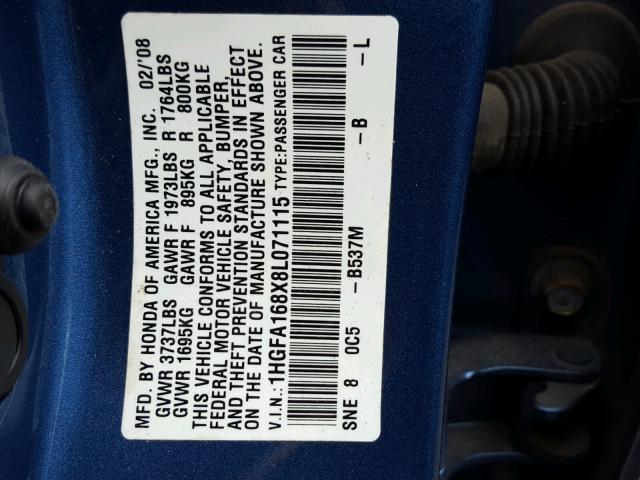 MFD. BY HONDA OF AMERICA MFG., INC. 02/'08
GVWR 3737LBS GAWR F 1973LBS R 1764LBS
GVWR 1695KG GAWR F 895KG R 800KG
THIS VEHICLE CONFORMS TO ALL APPLICABLE
FEDERAL MOTOR VEHICLE SAFETY, BUMPER,
AND THEFT PREVENTION STANDARDS IN EFFECT
ON THE DATE OF MANUFACTURE SHOWN ABOVE.
V.I.N.: 1HGFA168X8L071115 TYPE:PASSENGER CAR
SNE 8 0C5 -B537M -B -L